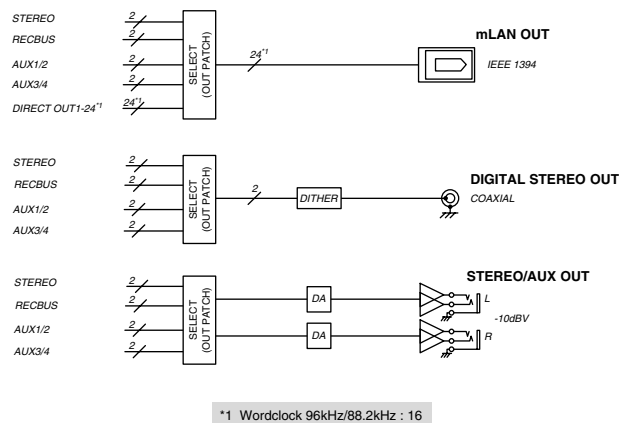 STEREO 2
RECBUS 2
AUX1/2 2
AUX3/4 2
DIRECT OUT1-24*1 24*1
SELECT
(OUT PATCH)
24*1
mLAN OUT
IEEE 1394
STEREO 2
RECBUS 2
AUX1/2 2
AUX3/4 2
SELECT
(OUT PATCH)
2
DITHER
DIGITAL STEREO OUT
COAXIAL
STEREO 2
RECBUS 2
AUX1/2 2
AUX3/4 2
SELECT
(OUT PATCH)
DA
DA
STEREO/AUX OUT
L
-10dBV
R
*1 Wordclock 96kHz/88.2kHz : 16